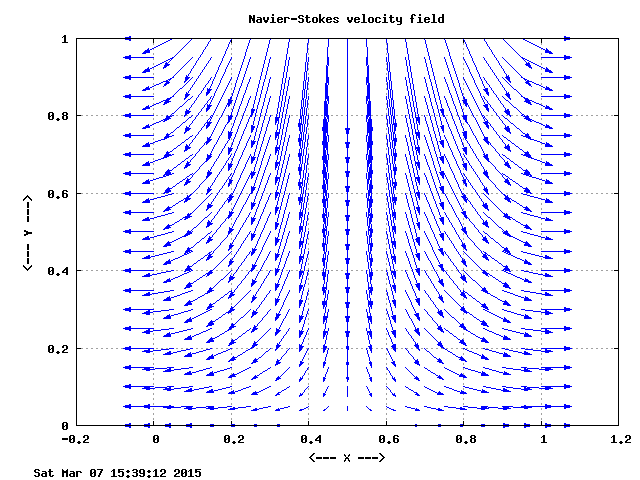 Navier-Stokes velocity field
1
0.8
0.6
0.4
0.2
0
<--- Y --->
-0.2 0 0.2 0.4 0.6 0.8 1 1.2
<--- X --->
Sat Mar 07 15:39:12 2015